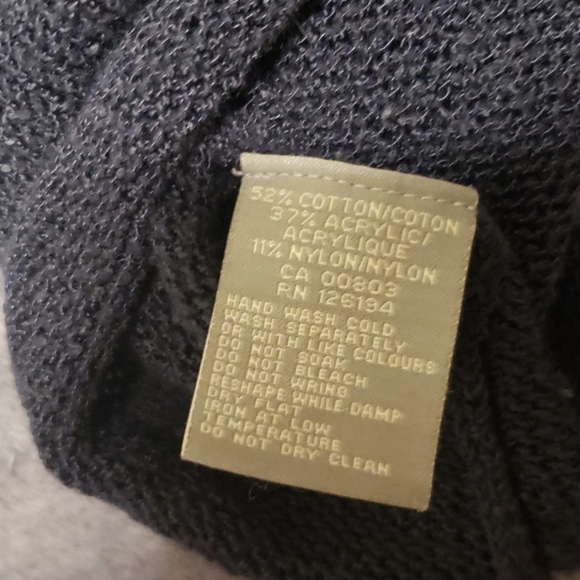 52% COTTON/COTON
37% ACRYLIC/
ACRYLIQUE
11% NYLON/NYLON
CA 00803
RN 126194
HAND WASH COLD
WASH SEPARATELY
OR WITH LIKE COLOURS
DO NOT SOAK
DO NOT BLEACH
DO NOT WRING
RESHAPE WHILE DAMP
DRY FLAT
IRON AT LOW
TEMPERATURE
DO NOT DRY CLEAN